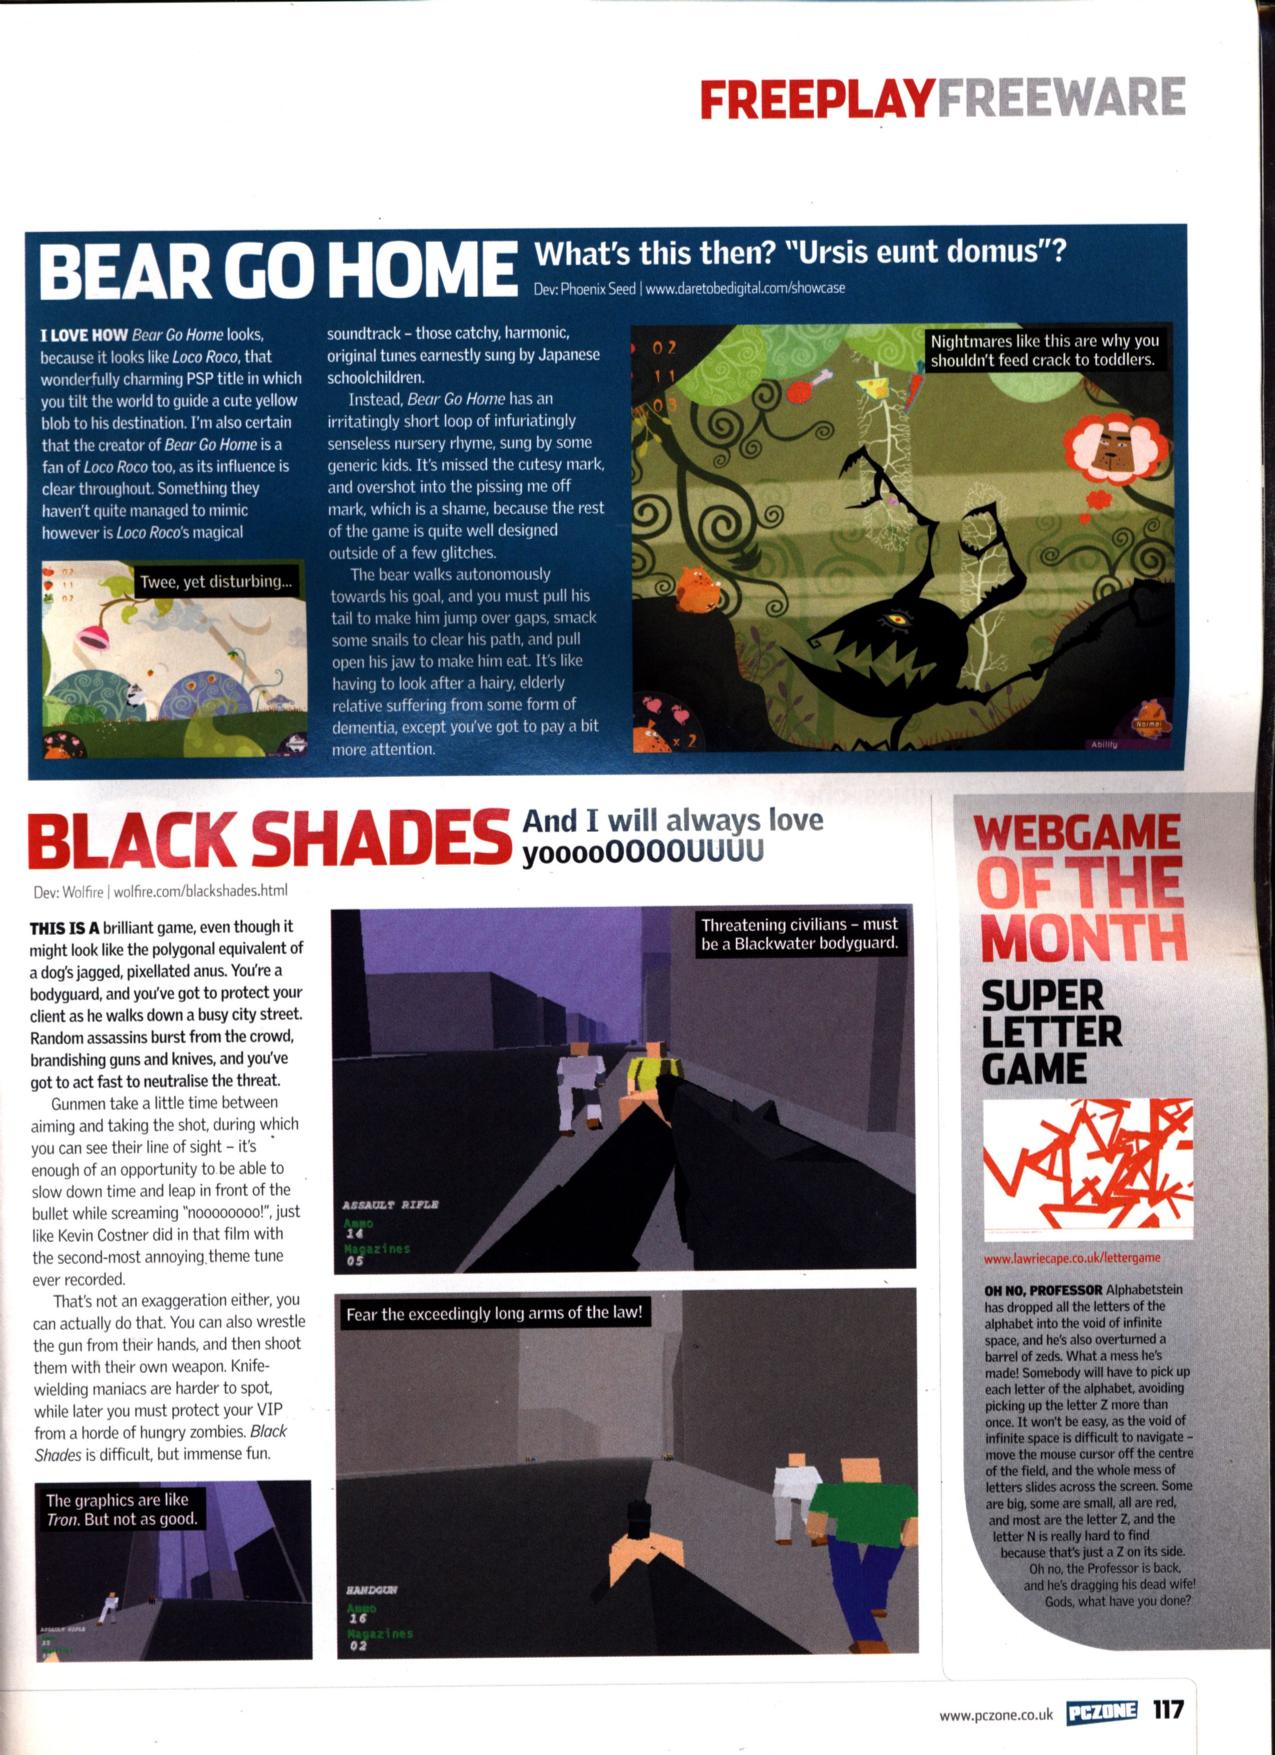 FREEPLAYFREEWARE
BEAR GO HOME
What's this then? "Ursis eunt domus"?
Dev: Phoenix Seed | www.daretobedigital.com/showcase
I LOVE HOW Bear Go Home looks,
because it looks like Loco Roco, that
wonderfully charming PSP title in which
you tilt the world to guide a cute yellow
blob to his destination. I'm also certain
that the creator of Bear Go Home is a
fan of Loco Roco too, as its influence is
clear throughout. Something they
haven't quite managed to mimic
however is Loco Roco's magical
soundtrack – those catchy, harmonic,
original tunes earnestly sung by Japanese
schoolchildren.
Instead, Bear Go Home has an
irritatingly short loop of infuriatingly
senseless nursery rhyme, sung by some
generic kids. It's missed the cutesy mark,
and overshot into the pissing me off
mark, which is a shame, because the rest
of the game is quite well designed
outside of a few glitches.
The bear walks autonomously
towards his goal, and you must pull his
tail to make him jump over gaps, smack
some snails to clear his path, and pull
open his jaw to make him eat. It's like
having to look after a hairy, elderly
relative suffering from some form of
dementia, except you've got to pay a bit
more attention.
02
11
02
Twee, yet disturbing...
02
11
03
Nightmares like this are why you
shouldn't feed crack to toddlers.
x 2
Normal
Ability
BLACK SHADES
And I will always love
yooooOOOOUUUU
Dev: Wolfire | wolfire.com/blackshades.html
THIS IS A brilliant game, even though it
might look like the polygonal equivalent of
a dog's jagged, pixellated anus. You're a
bodyguard, and you've got to protect your
client as he walks down a busy city street.
Random assassins burst from the crowd,
brandishing guns and knives, and you've
got to act fast to neutralise the threat.
Gunmen take a little time between
aiming and taking the shot, during which
you can see their line of sight – it's
enough of an opportunity to be able to
slow down time and leap in front of the
bullet while screaming "noooooooo!", just
like Kevin Costner did in that film with
the second-most annoying theme tune
ever recorded.
That's not an exaggeration either, you
can actually do that. You can also wrestle
the gun from their hands, and then shoot
them with their own weapon. Knife-
wielding maniacs are harder to spot,
while later you must protect your VIP
from a horde of hungry zombies. Black
Shades is difficult, but immense fun.
The graphics are like
Tron. But not as good.
ASSAULT RIFLE
Threatening civilians – must
be a Blackwater bodyguard.
ASSAULT RIFLE
Ammo
14
Magazines
05
Fear the exceedingly long arms of the law!
HANDGUN
Ammo
16
Magazines
02
WEBGAME
OF THE
MONTH
SUPER
LETTER
GAME
www.lawriecape.co.uk/lettergame
OH NO, PROFESSOR Alphabetstein
has dropped all the letters of the
alphabet into the void of infinite
space, and he's also overturned a
barrel of zeds. What a mess he's
made! Somebody will have to pick up
each letter of the alphabet, avoiding
picking up the letter Z more than
once. It won't be easy, as the void of
infinite space is difficult to navigate –
move the mouse cursor off the centre
of the field, and the whole mess of
letters slides across the screen. Some
are big, some are small, all are red,
and most are the letter Z, and the
letter N is really hard to find
because that's just a Z on its side.
Oh no, the Professor is back,
and he's dragging his dead wife!
Gods, what have you done?
www.pczone.co.uk PCZONE 117